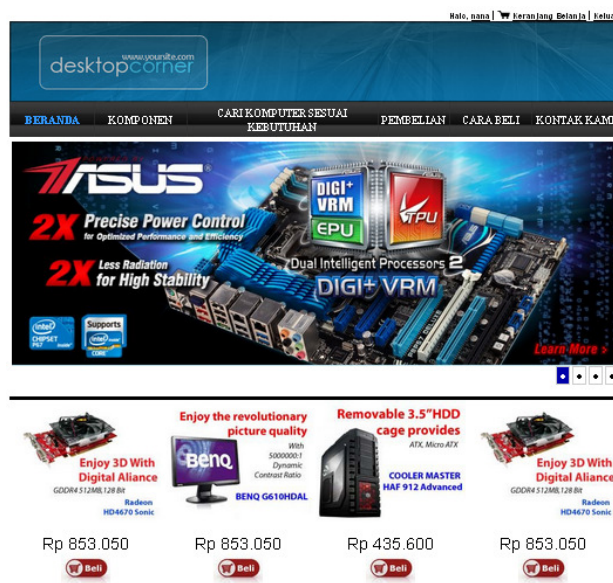 Halo, nana | Keranjang Belanja | Kelua
www.yoursite.com
desktopcorner
BERANDA KOMPONEN CARI KOMPUTER SESUAI KEBUTUHAN PEMBELIAN CARA BELI KONTAK KAMI
ASUS
2X Precise Power Control
for Optimized Performance and Efficiency
2X Less Radiation
for High Stability
DIGI+
VRM
EPU
TPU
Dual Intelligent Processors 2
DIGI+ VRM
intel
CHIPSET
P67
Supports
intel
CORE
Learn More >
Enjoy 3D With
Digital Aliance
GDDR4 512MB,128 Bit
Radeon
HD4670 Sonic
Rp 853.050
Beli
Enjoy the revolutionary
picture quality
With
5000000:1
Dynamic
Contrast Ratio
BenQ
BENQ G610HDAL
Rp 853.050
Beli
Removable 3.5"HDD
cage provides
ATX, Micro ATX
COOLER MASTER
HAF 912 Advanced
Rp 435.600
Beli
Enjoy 3D With
Digital Aliance
GDDR4 512MB,128 Bit
Radeon
HD4670 Sonic
Rp 853.050
Beli